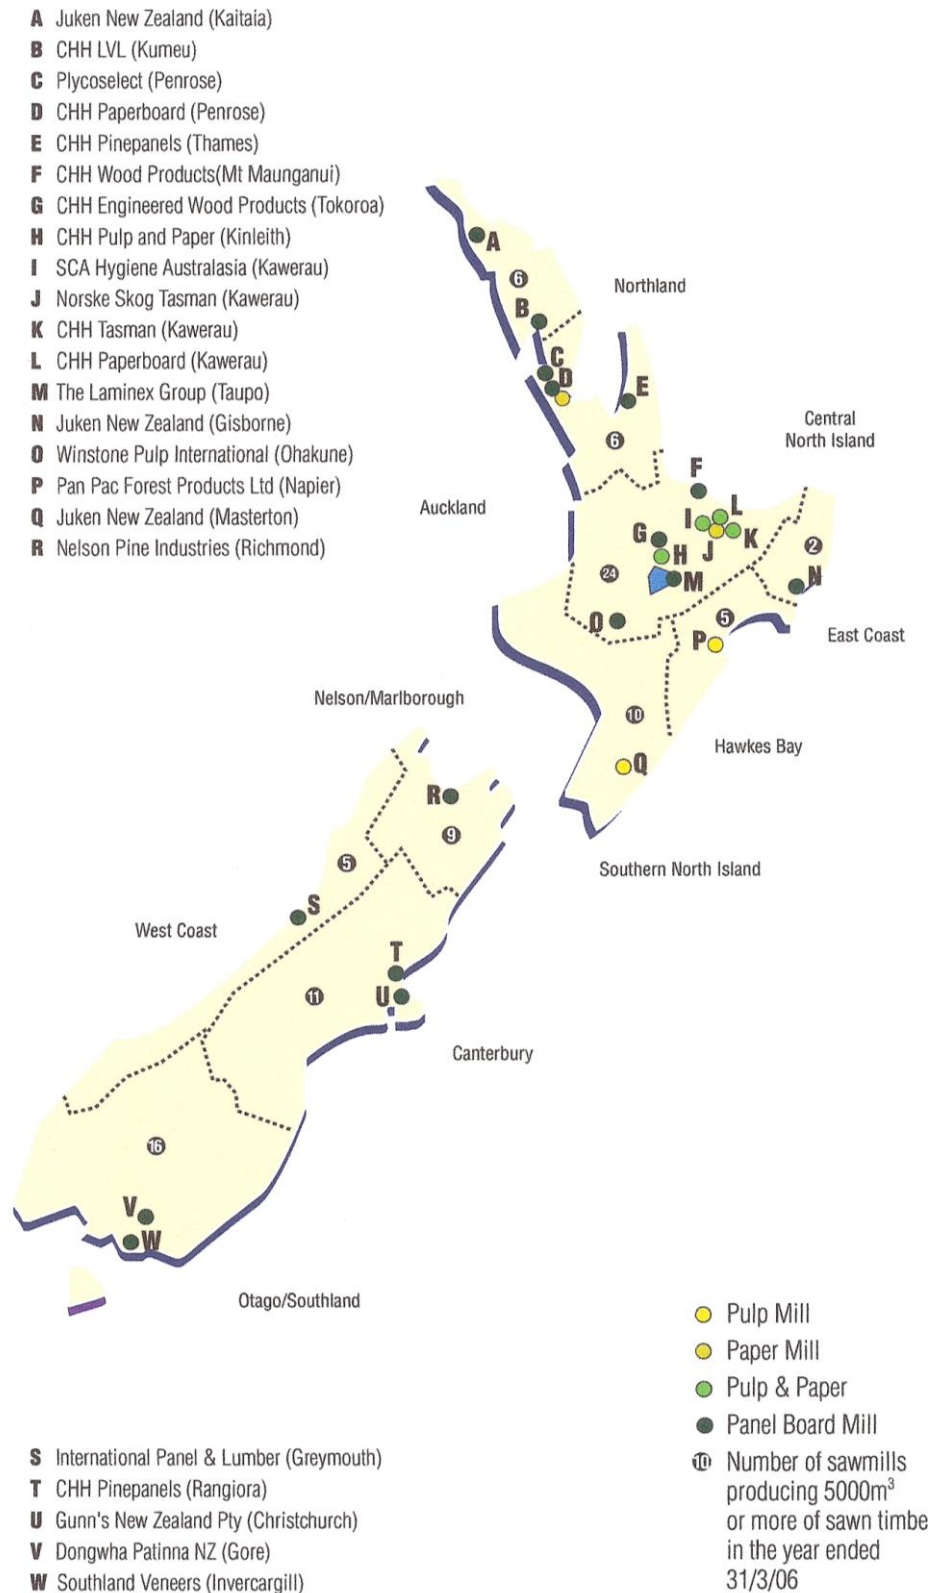 A Juken New Zealand (Kaitaia)
B CHH LVL (Kumeu)
C Plycoselect (Penrose)
D CHH Paperboard (Penrose)
E CHH Pinepanels (Thames)
F CHH Wood Products(Mt Maunganui)
G CHH Engineered Wood Products (Tokoroa)
H CHH Pulp and Paper (Kinleith)
I SCA Hygiene Australasia (Kawerau)
J Norske Skog Tasman (Kawerau)
K CHH Tasman (Kawerau)
L CHH Paperboard (Kawerau)
M The Laminex Group (Taupo)
N Juken New Zealand (Gisborne)
O Winstone Pulp International (Ohakune)
P Pan Pac Forest Products Ltd (Napier)
Q Juken New Zealand (Masterton)
R Nelson Pine Industries (Richmond)
A
6
Northland
B
C
D
E
6
Central
North Island
F
Auckland
L
I
J
K
G
H
24
M
2
N
O
5
P
East Coast
Nelson/Marlborough
10
Hawkes Bay
Q
R
9
5
Southern North Island
S
West Coast
T
11
U
Canterbury
16
V
W
Otago/Southland
Pulp Mill
Paper Mill
Pulp & Paper
Panel Board Mill
10 Number of sawmills
producing 5000m³
or more of sawn timbe
in the year ended
31/3/06
S International Panel & Lumber (Greymouth)
T CHH Pinepanels (Rangiora)
U Gunn's New Zealand Pty (Christchurch)
V Dongwha Patinna NZ (Gore)
W Southland Veneers (Invercargill)